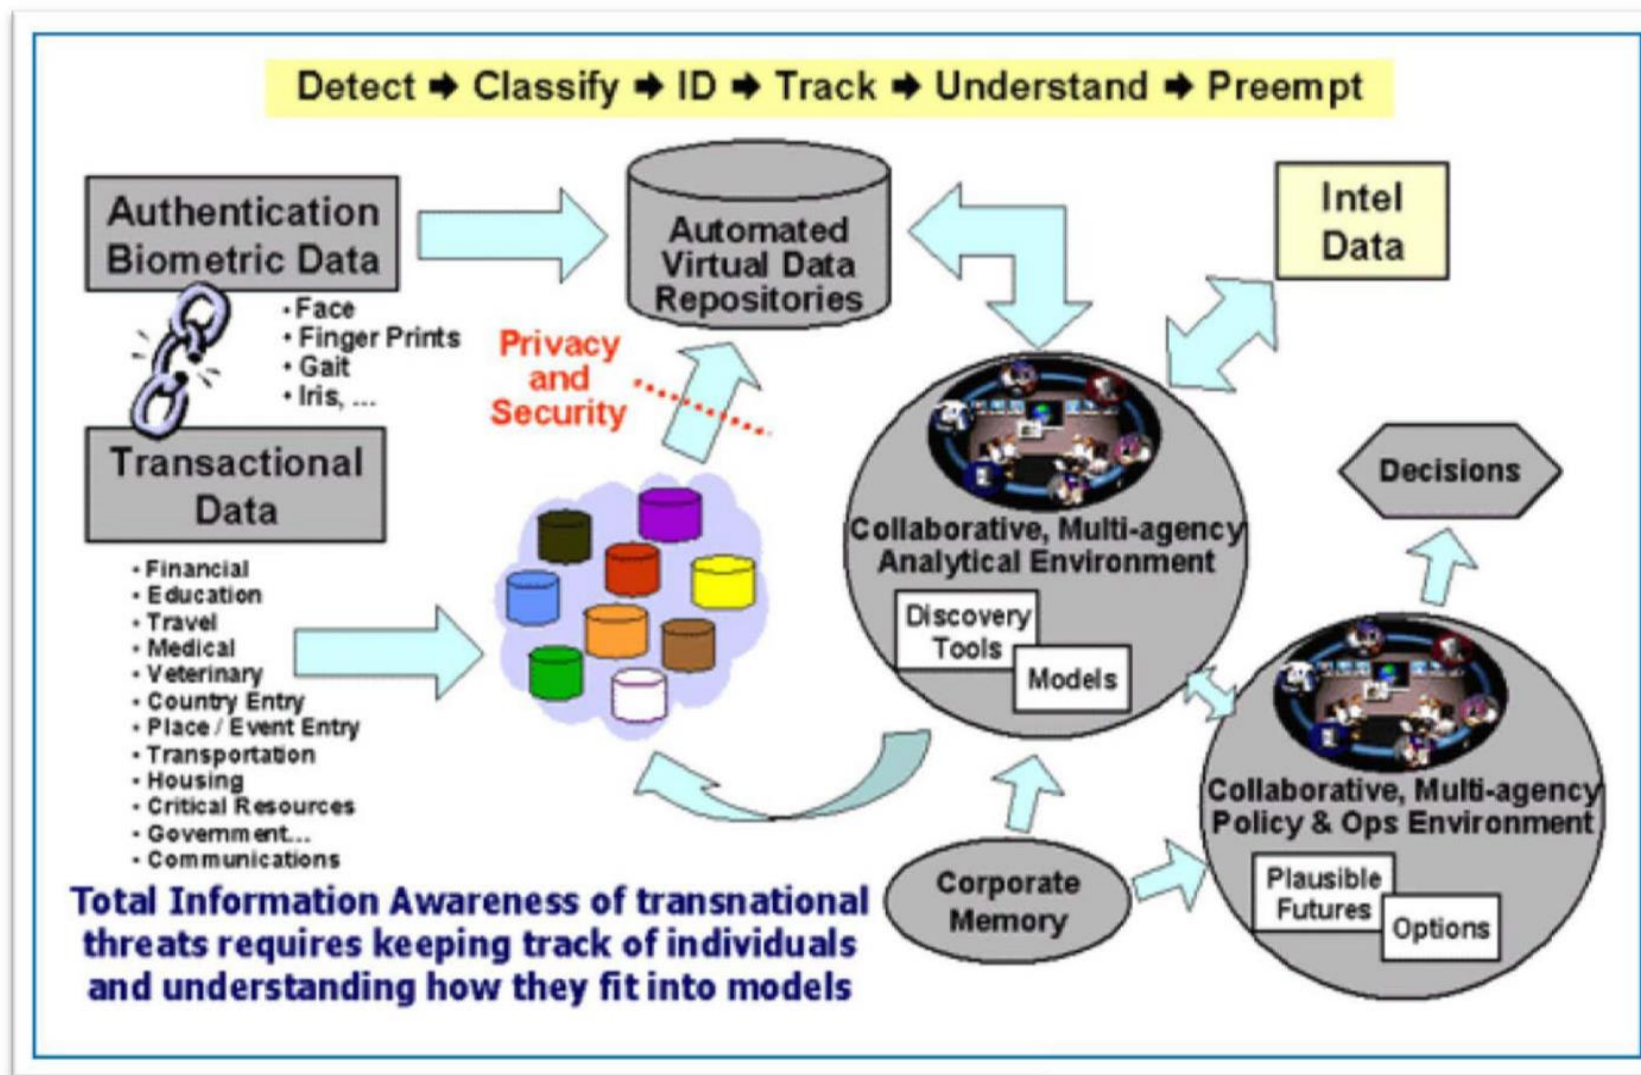 Detect ➔ Classify ➔ ID ➔ Track ➔ Understand ➔ Preempt
Authentication
Biometric Data
• Face
• Finger Prints
• Gait
• Iris, ...
Transactional
Data
• Financial
• Education
• Travel
• Medical
• Veterinary
• Country Entry
• Place / Event Entry
• Transportation
• Housing
• Critical Resources
• Government...
• Communications
Automated
Virtual Data
Repositories
Privacy
and
Security
Intel
Data
Collaborative, Multi-agency
Analytical Environment
Discovery
Tools
Models
Decisions
Collaborative, Multi-agency
Policy & Ops Environment
Plausible
Futures
Options
Corporate
Memory
Total Information Awareness of transnational
threats requires keeping track of individuals
and understanding how they fit into models